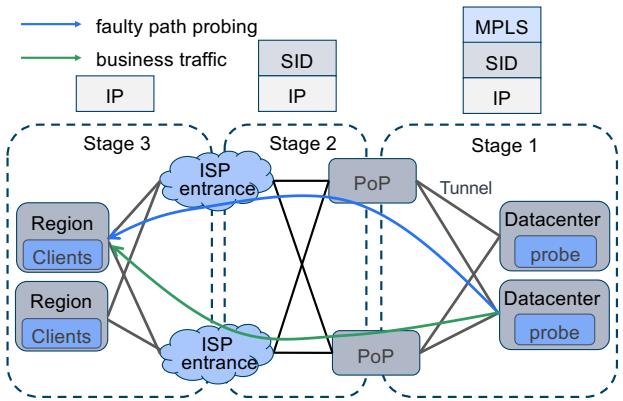 faulty path probing
business traffic
IP
SID
IP
MPLS
SID
IP
Stage 3
Stage 2
Stage 1
ISP
entrance
PoP
Tunnel
Region
Clients
Datacenter
probe
Region
Clients
Datacenter
probe
ISP
entrance
PoP